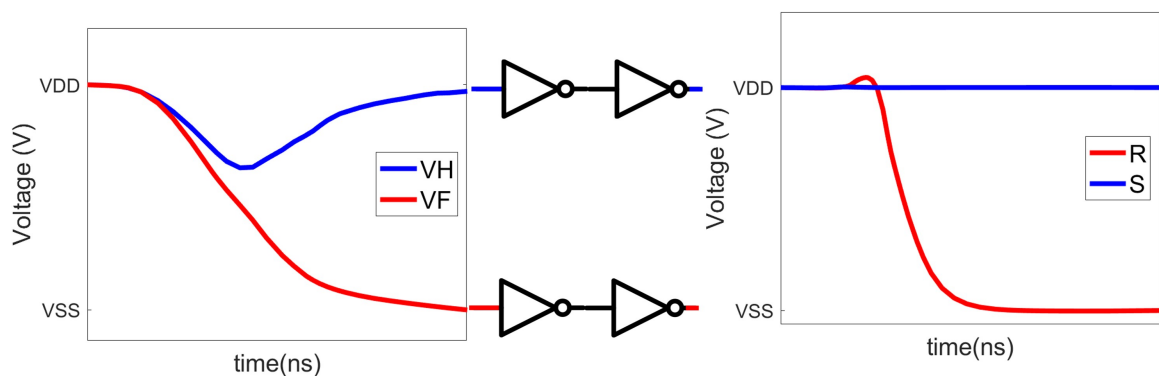 VDD
VSS
Voltage (V)
time(ns)
VH
VF
VDD
VSS
Voltage (V)
time(ns)
R
S